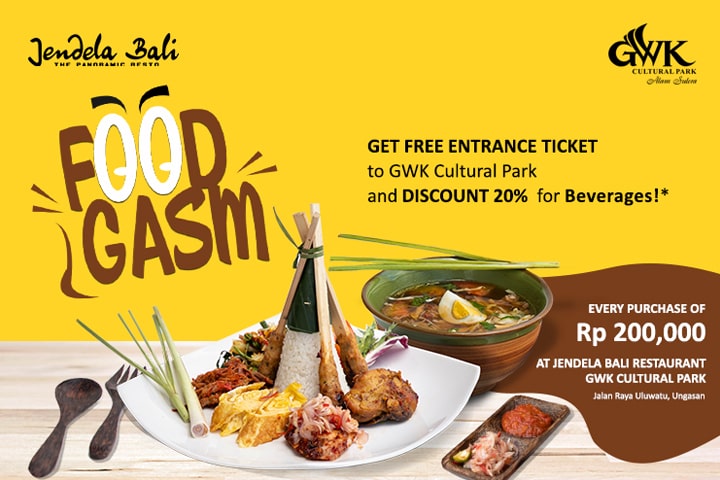 Jendela Bali
THE PANORAMIC RESTO
GWK
CULTURAL PARK
Alam Sutera
FOOD
GASM
GET FREE ENTRANCE TICKET
to GWK Cultural Park
and DISCOUNT 20% for Beverages!*
EVERY PURCHASE OF
Rp 200,000
AT JENDELA BALI RESTAURANT
GWK CULTURAL PARK
Jalan Raya Uluwatu, Ungasan